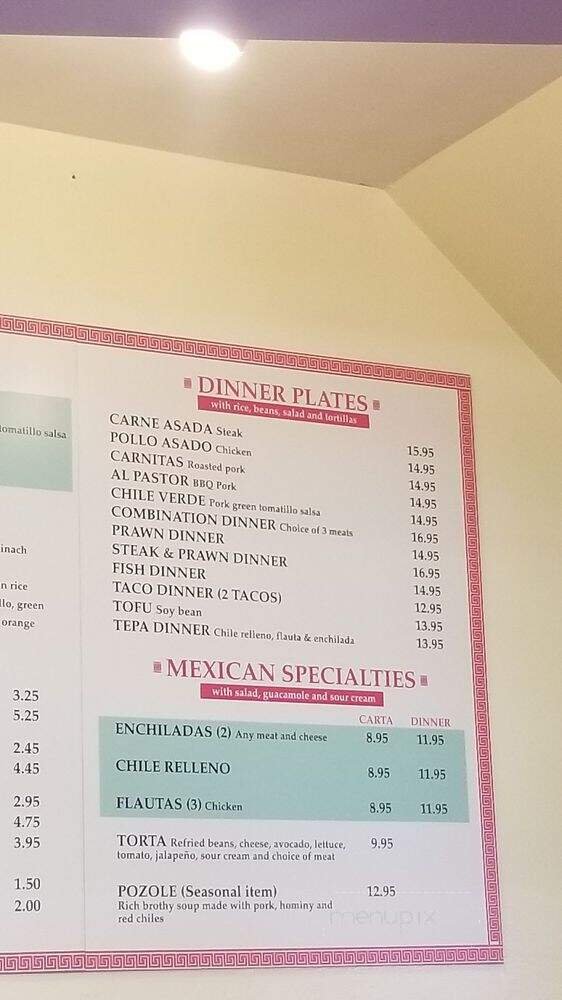 tomatillo salsa
inach
n rice
llo, green
orange
3.25
5.25
2.45
4.45
2.95
4.75
3.95
1.50
2.00
DINNER PLATES
with rice, beans, salad and tortillas
CARNE ASADA Steak 15.95
POLLO ASADO Chicken 14.95
CARNITAS Roasted pork 14.95
AL PASTOR BBQ Pork 14.95
CHILE VERDE Pork green tomatillo salsa 14.95
COMBINATION DINNER Choice of 3 meats 16.95
PRAWN DINNER 14.95
STEAK & PRAWN DINNER 16.95
FISH DINNER 14.95
TACO DINNER (2 TACOS) 12.95
TOFU Soy bean 13.95
TEPA DINNER Chile relleno, flauta & enchilada 13.95
MEXICAN SPECIALTIES
with salad, guacamole and sour cream
CARTA DINNER
ENCHILADAS (2) Any meat and cheese 8.95 11.95
CHILE RELLENO 8.95 11.95
FLAUTAS (3) Chicken 8.95 11.95
TORTA Refried beans, cheese, avocado, lettuce, 9.95
tomato, jalapeño, sour cream and choice of meat
POZOLE (Seasonal item) 12.95
Rich brothy soup made with pork, hominy and
red chiles
menupix